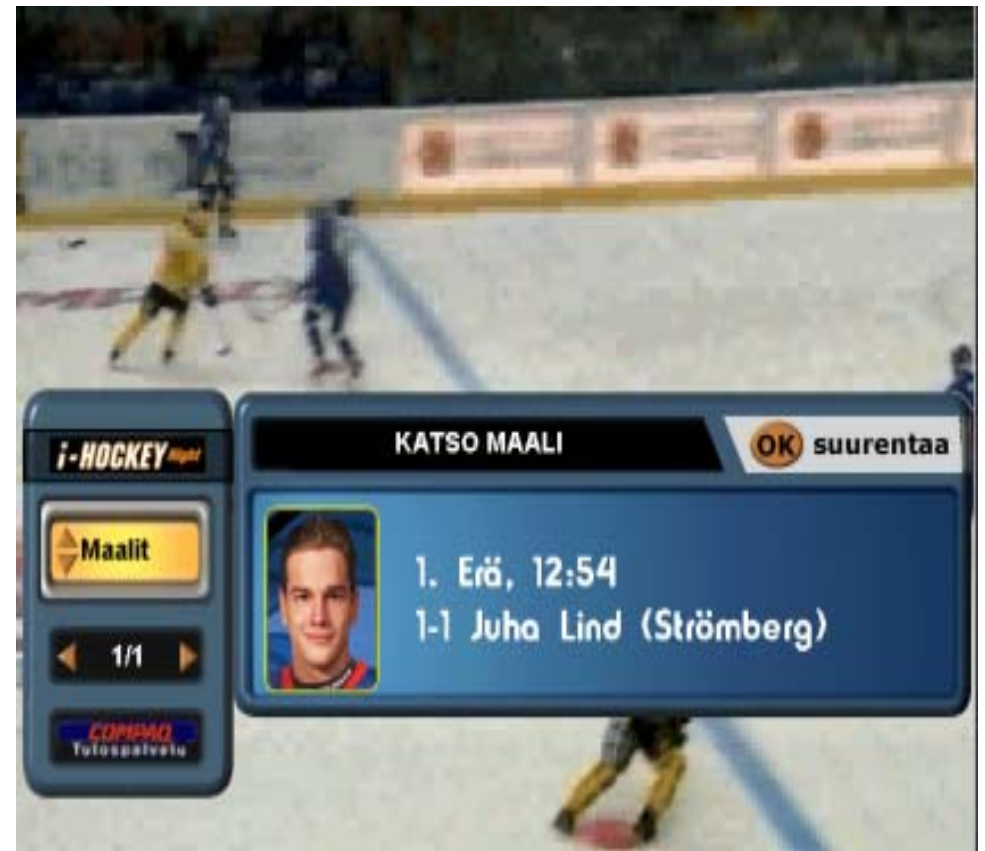 i-HOCKEY Night
Maalit
1/1
COMPAQ
Tulospalvelu
KATSO MAALI
OK suurentaa
1. Erä, 12:54
1-1 Juha Lind (Strömberg)